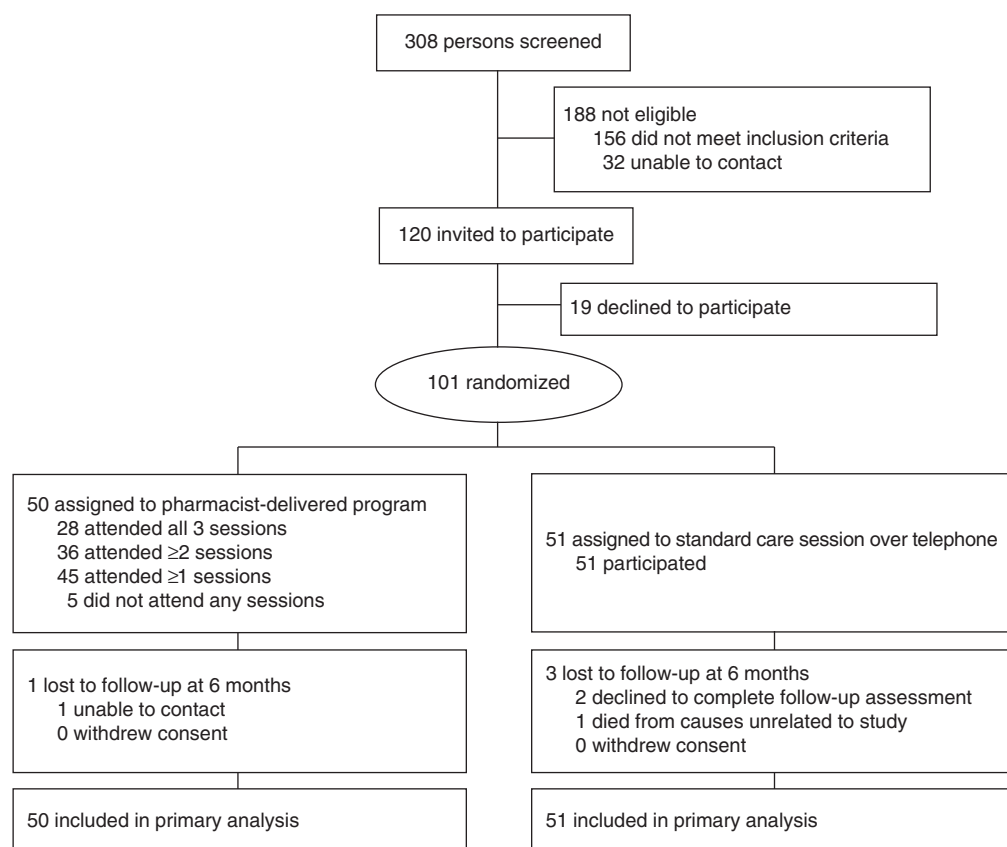 308 persons screened
188 not eligible
156 did not meet inclusion criteria
32 unable to contact
120 invited to participate
19 declined to participate
101 randomized
50 assigned to pharmacist-delivered program
28 attended all 3 sessions
36 attended ≥2 sessions
45 attended ≥1 sessions
5 did not attend any sessions
51 assigned to standard care session over telephone
51 participated
1 lost to follow-up at 6 months
1 unable to contact
0 withdrew consent
3 lost to follow-up at 6 months
2 declined to complete follow-up assessment
1 died from causes unrelated to study
0 withdrew consent
50 included in primary analysis
51 included in primary analysis